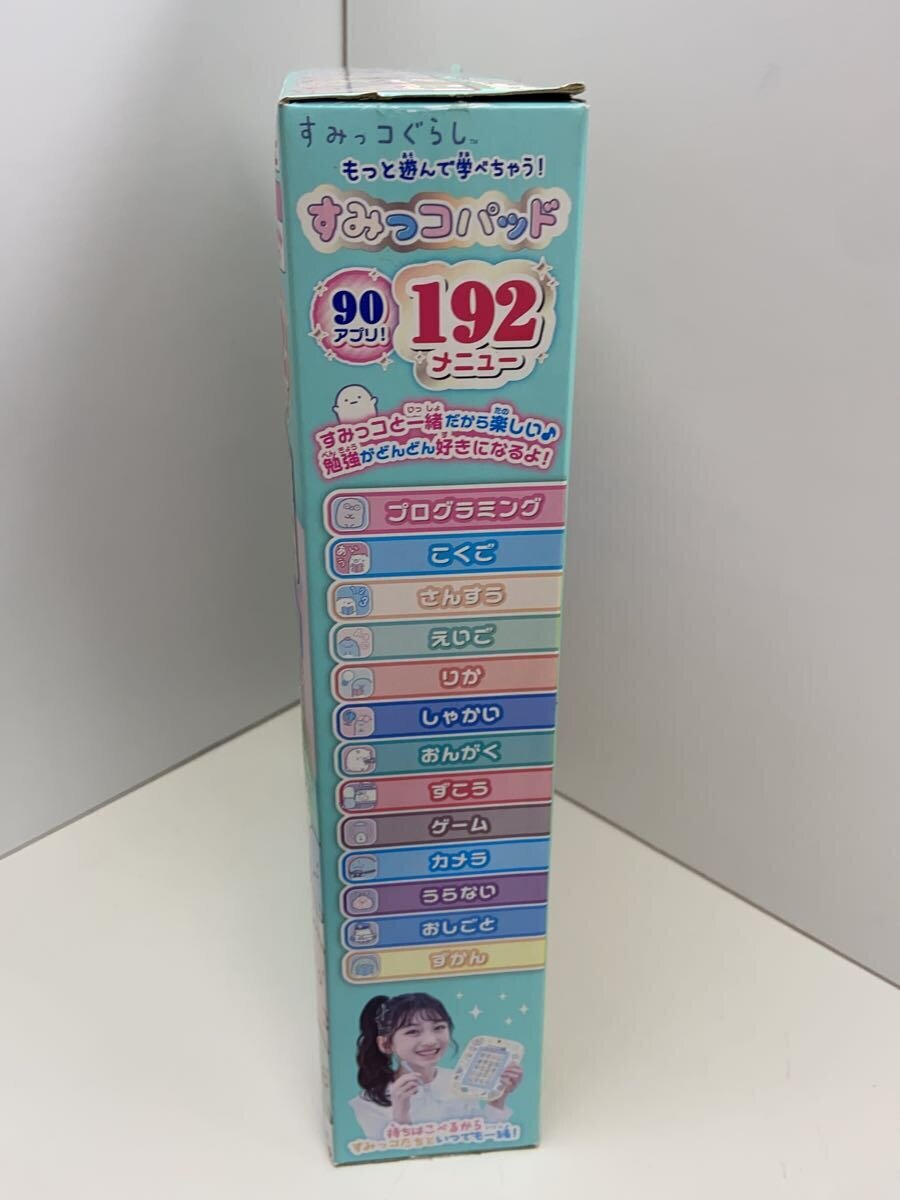 すみっコぐらし™
もっと遊んで学べちゃう!
すみっコパッド
90
アプリ!
192
メニュー
すみっコと一緒だから楽しい♪
勉強がどんどん好きになるよ!
プログラミング
こくご
さんすう
えいご
りか
しゃかい
おんがく
ずこう
ゲーム
カメラ
うらない
おしごと
ずかん
持ちはこべるから
すみっコたちといつでも一緒!